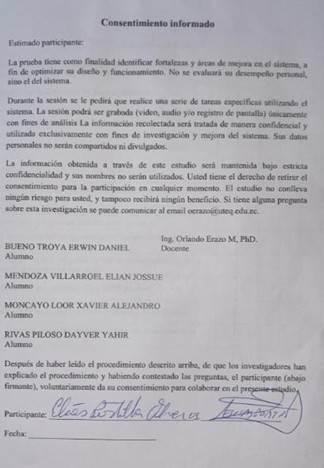 Consentimiento informado
Estimado participante:
La prueba tiene como finalidad identificar fortalezas y áreas de mejora en el sistema, a
fin de optimizar su diseño y funcionamiento. No se evaluará su desempeño personal,
sino el del sistema.
Durante la sesión se le pedirá que realice una serie de tareas específicas utilizando el
sistema. La sesión podrá ser grabada (video, audio y/o registro de pantalla) únicamente
con fines de análisis La información recolectada será tratada de manera confidencial y
utilizada exclusivamente con fines de investigación y mejora del sistema. Sus datos
personales no serán compartidos ni divulgados.
La información obtenida a través de este estudio será mantenida bajo estricta
confidencialidad y sus nombres no serán utilizados. Usted tiene el derecho de retirar el
consentimiento para la participación en cualquier momento. El estudio no conlleva
ningún riesgo para usted, y tampoco recibirá ningún beneficio. Si tiene alguna pregunta
sobre esta investigación se puede comunicar al email oerazo@uteq.edu.ec.
Ing. Orlando Erazo M, PhD.
BUENO TROYA ERWIN DANIEL Docente
Alumno
MENDOZA VILLARROEL ELIAN JOSSUE
Alumno
MONCAYO LOOR XAVIER ALEJANDRO
Alumno
RIVAS PILOSO DAYVER YAHIR
Alumno
Después de haber leído el procedimiento descrito arriba, de que los investigadores han
explicado el procedimiento y habiendo contestado las preguntas, el participante (abajo
firmante), voluntariamente da su consentimiento para colaborar en el presente estudio.
Participante:
Fecha: